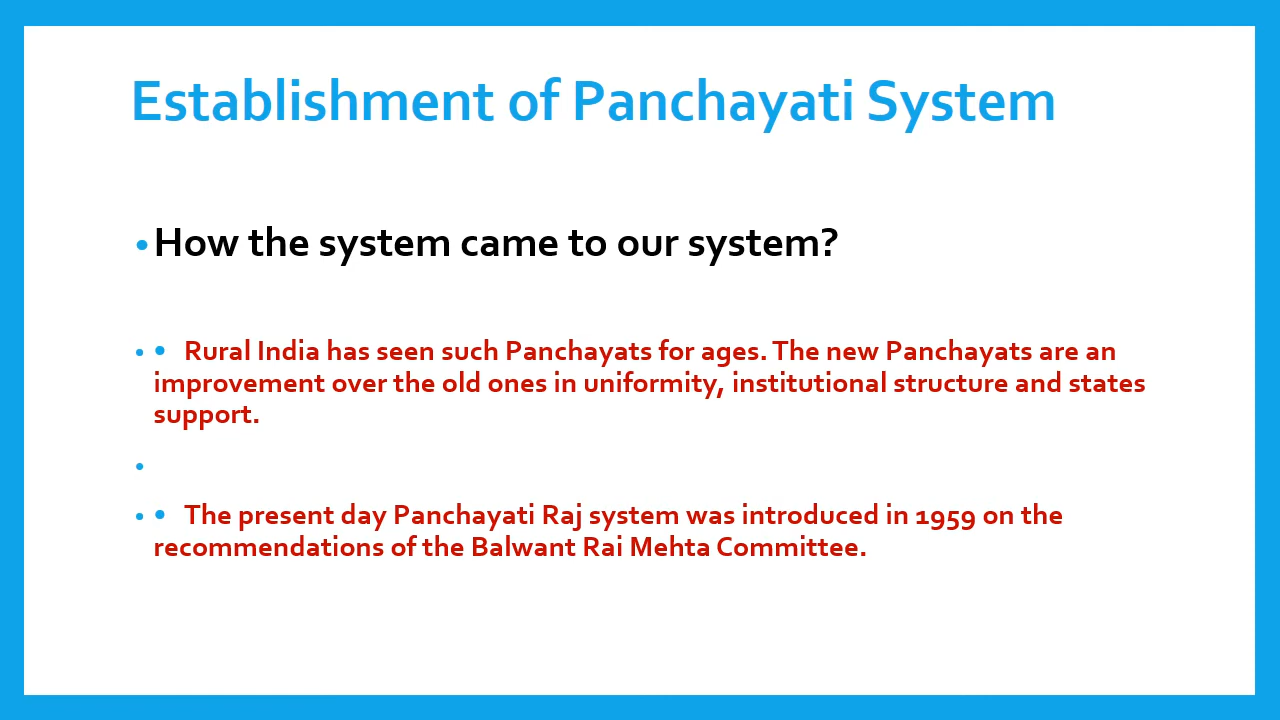 Establishment of Panchayati System
•How the system came to our system?
• • Rural India has seen such Panchayats for ages. The new Panchayats are an
improvement over the old ones in uniformity, institutional structure and states
support.
•
• • The present day Panchayati Raj system was introduced in 1959 on the
recommendations of the Balwant Rai Mehta Committee.